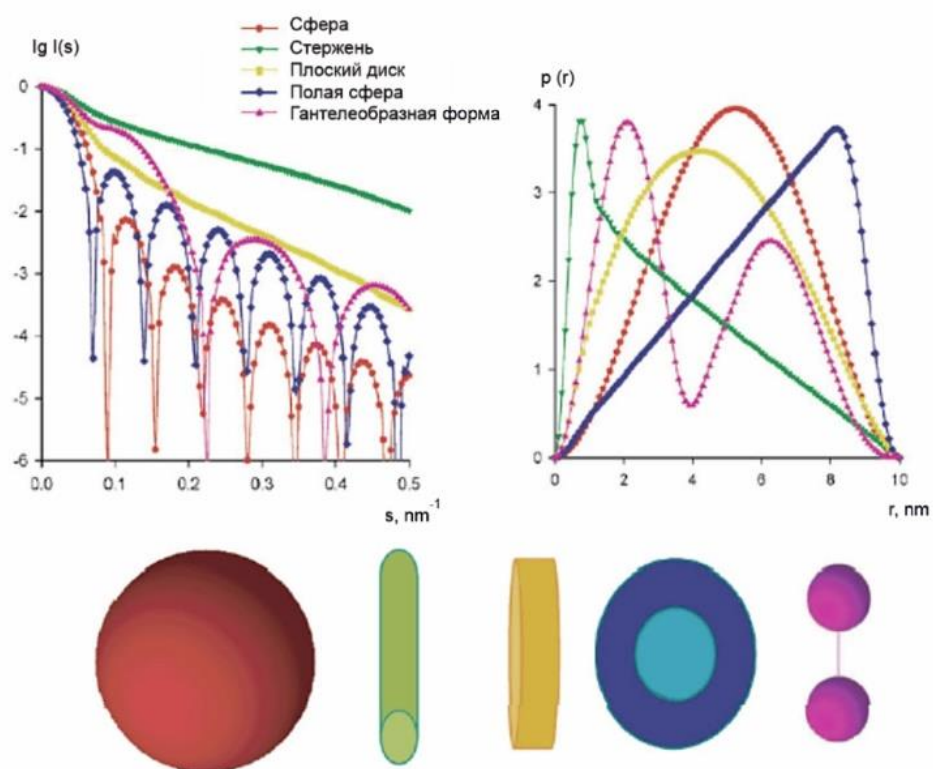 lg I(s)
Сфера
Стержень
Плоский диск
Полая сфера
Гантелеобразная форма
0
-1
-2
-3
-4
-5
-6
0.0 0.1 0.2 0.3 0.4 0.5
s, nm⁻¹
p (r)
4
3
2
1
0
0 2 4 6 8 10
r, nm